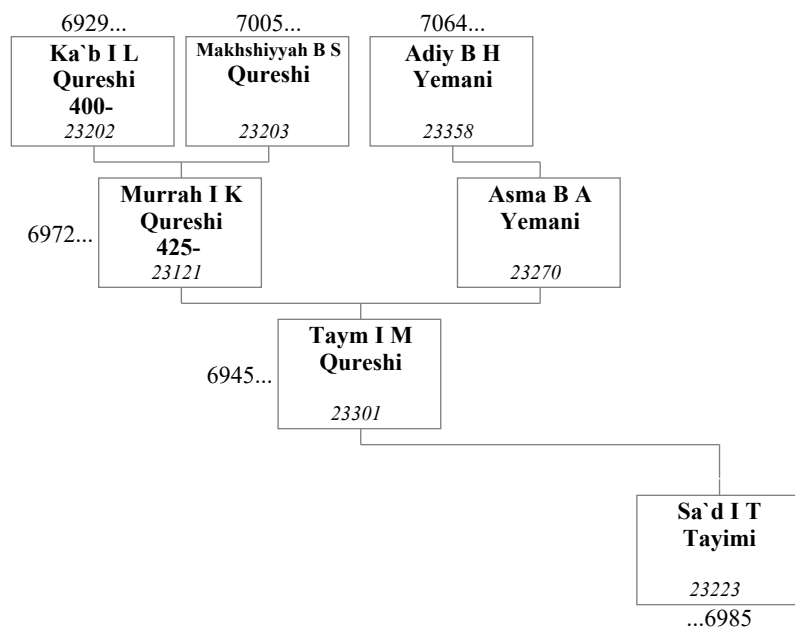 6929...
7005...
7064...
Ka`b I L
Qureshi
400-
23202
Makhshiyyah B S
Qureshi
23203
Adiy B H
Yemani
23358
6972...
Murrah I K
Qureshi
425-
23121
Asma B A
Yemani
23270
6945...
Taym I M
Qureshi
23301
Sa`d I T
Tayimi
23223
...6985